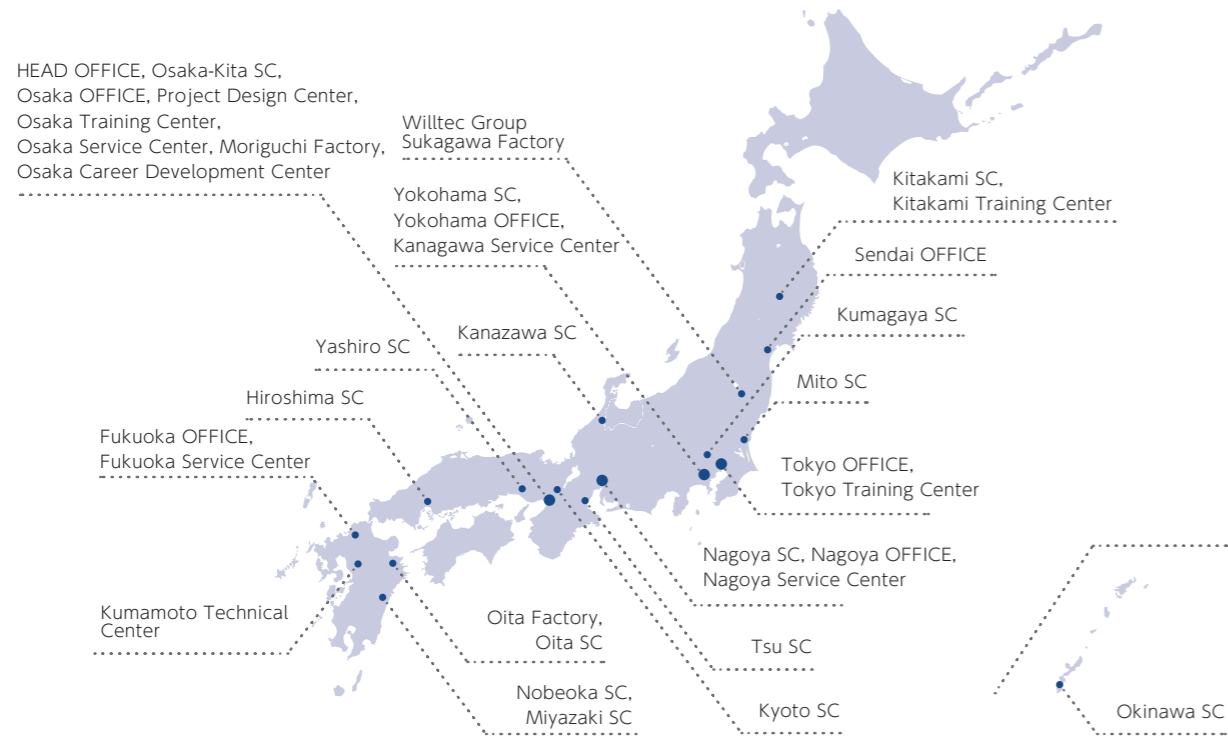 HEAD OFFICE, Osaka-Kita SC,
Osaka OFFICE, Project Design Center,
Osaka Training Center,
Osaka Service Center, Moriguchi Factory,
Osaka Career Development Center
Willtec Group
Sukagawa Factory
Yokohama SC,
Yokohama OFFICE,
Kanagawa Service Center
Kitakami SC,
Kitakami Training Center
Sendai OFFICE
Kumagaya SC
Kanazawa SC
Yashiro SC
Mito SC
Hiroshima SC
Fukuoka OFFICE,
Fukuoka Service Center
Tokyo OFFICE,
Tokyo Training Center
Nagoya SC, Nagoya OFFICE,
Nagoya Service Center
Kumamoto Technical
Center
Oita Factory,
Oita SC
Tsu SC
Nobeoka SC,
Miyazaki SC
Kyoto SC
Okinawa SC